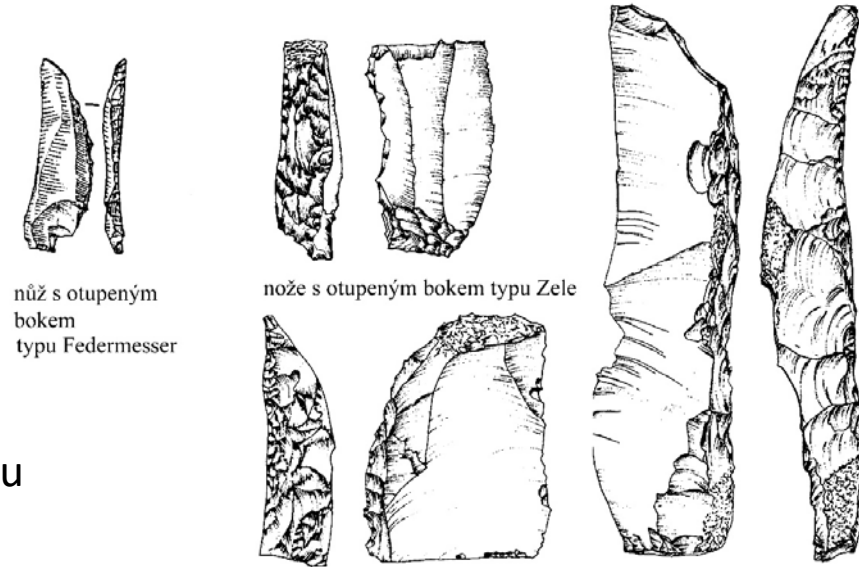 nůž s otupeným
bokem
typu Federmesser
nože s otupeným bokem typu Zele
u